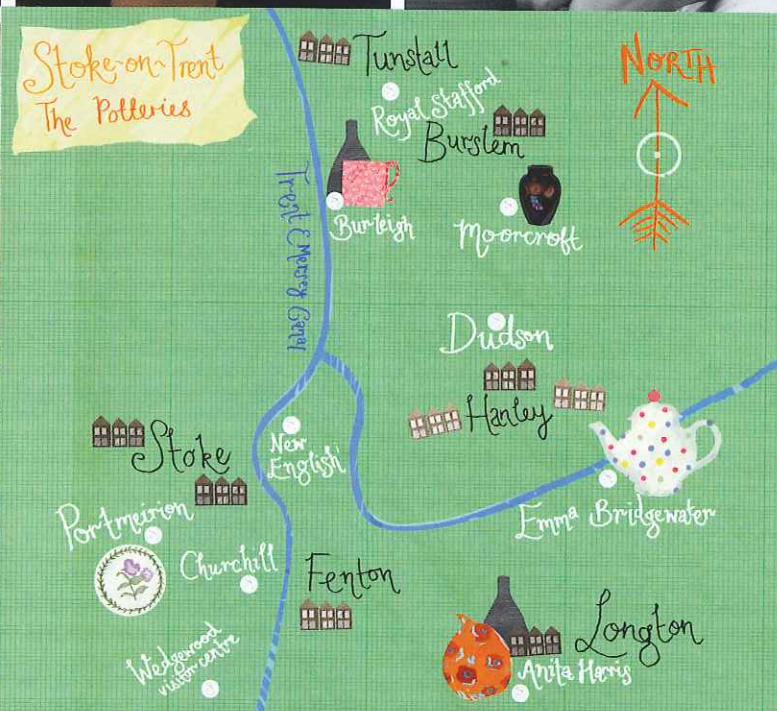 Stoke-on-Trent
The Potteries
Tunstall
NORTH
Royal Stafford
Burslem
Trent & Mersey Canal
Burleigh
Moorcroft
Dudson
Hanley
Stoke
New
English
Emma Bridgewater
Portmeirion
Churchill
Fenton
Longton
Wedgewood
visitor centre
Anita Harris